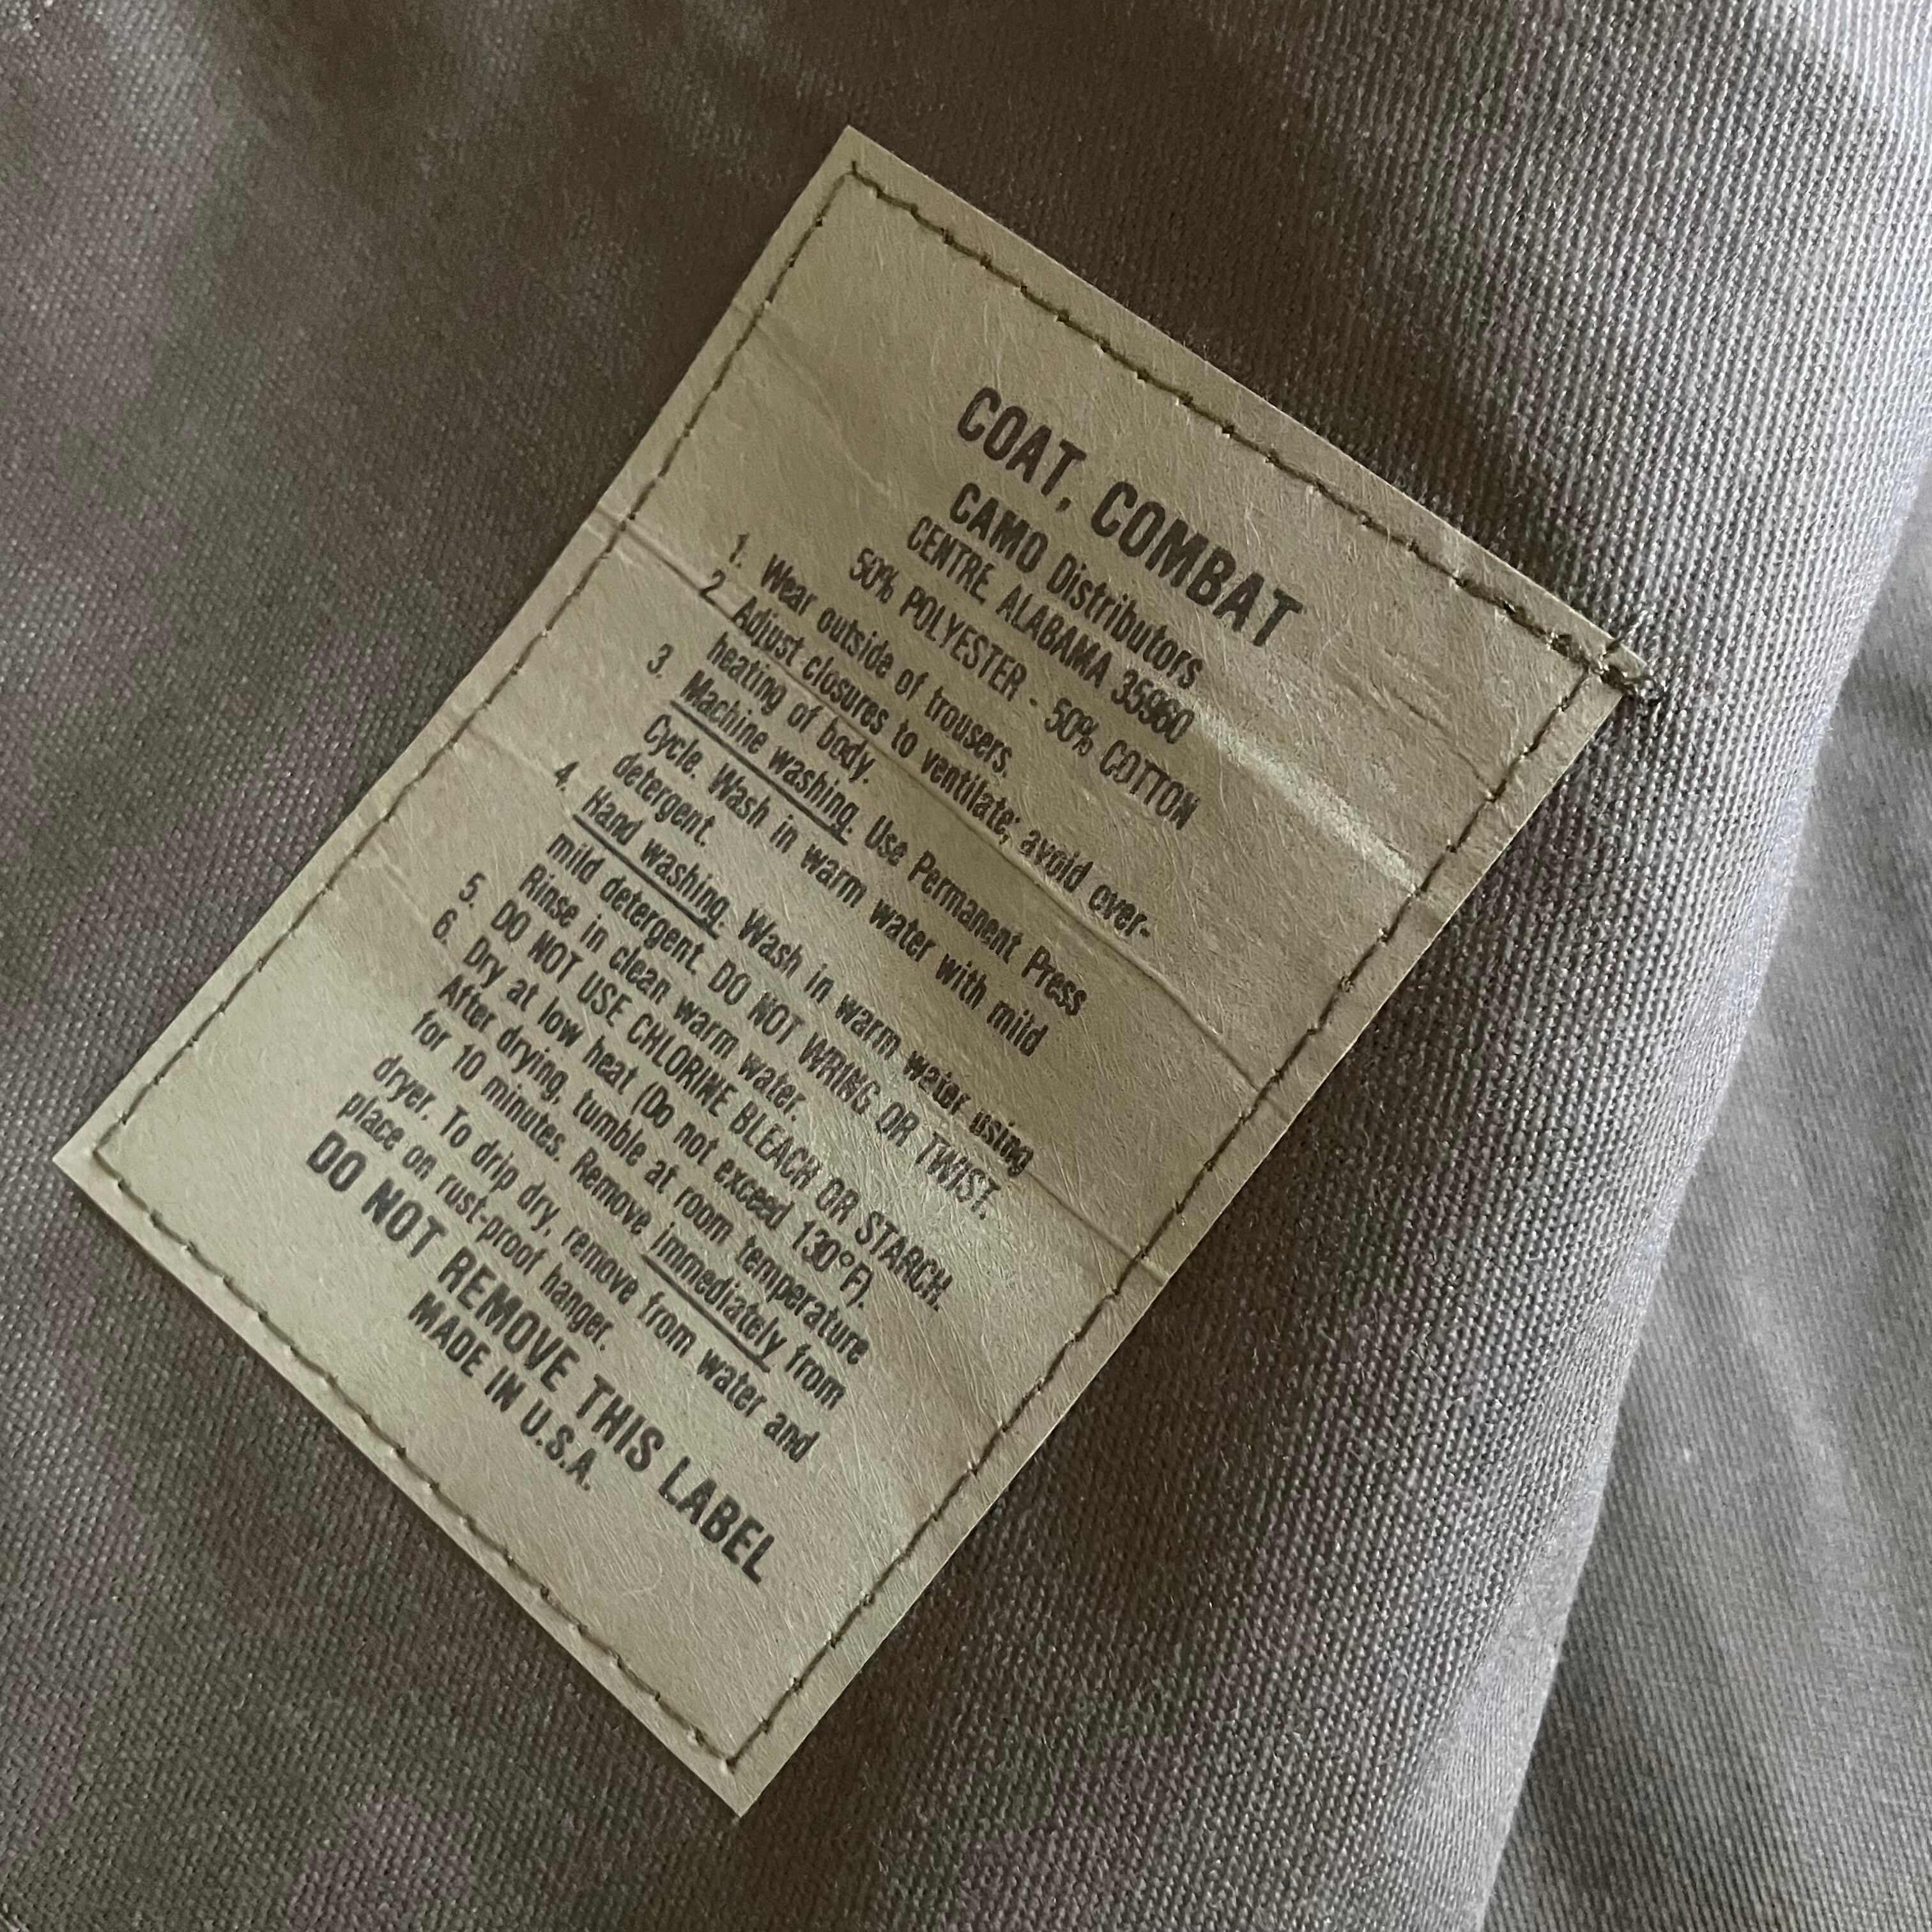 COAT, COMBAT
CAMO Distributors
CENTRE, ALABAMA 35960
50% POLYESTER - 50% COTTON
1. Wear outside of trousers.
2. Adjust closures to ventilate; avoid over-
heating of body.
3. Machine washing. Use Permanent Press
Cycle. Wash in warm water with mild
detergent.
4. Hand washing. Wash in warm water using
mild detergent. DO NOT WRING OR TWIST.
Rinse in clean warm water.
5. DO NOT USE CHLORINE BLEACH OR STARCH.
6. Dry at low heat (Do not exceed 130°F).
After drying, tumble at room temperature
for 10 minutes. Remove immediately from
dryer. To drip dry, remove from water and
place on rust-proof hanger.
DO NOT REMOVE THIS LABEL
MADE IN U.S.A.